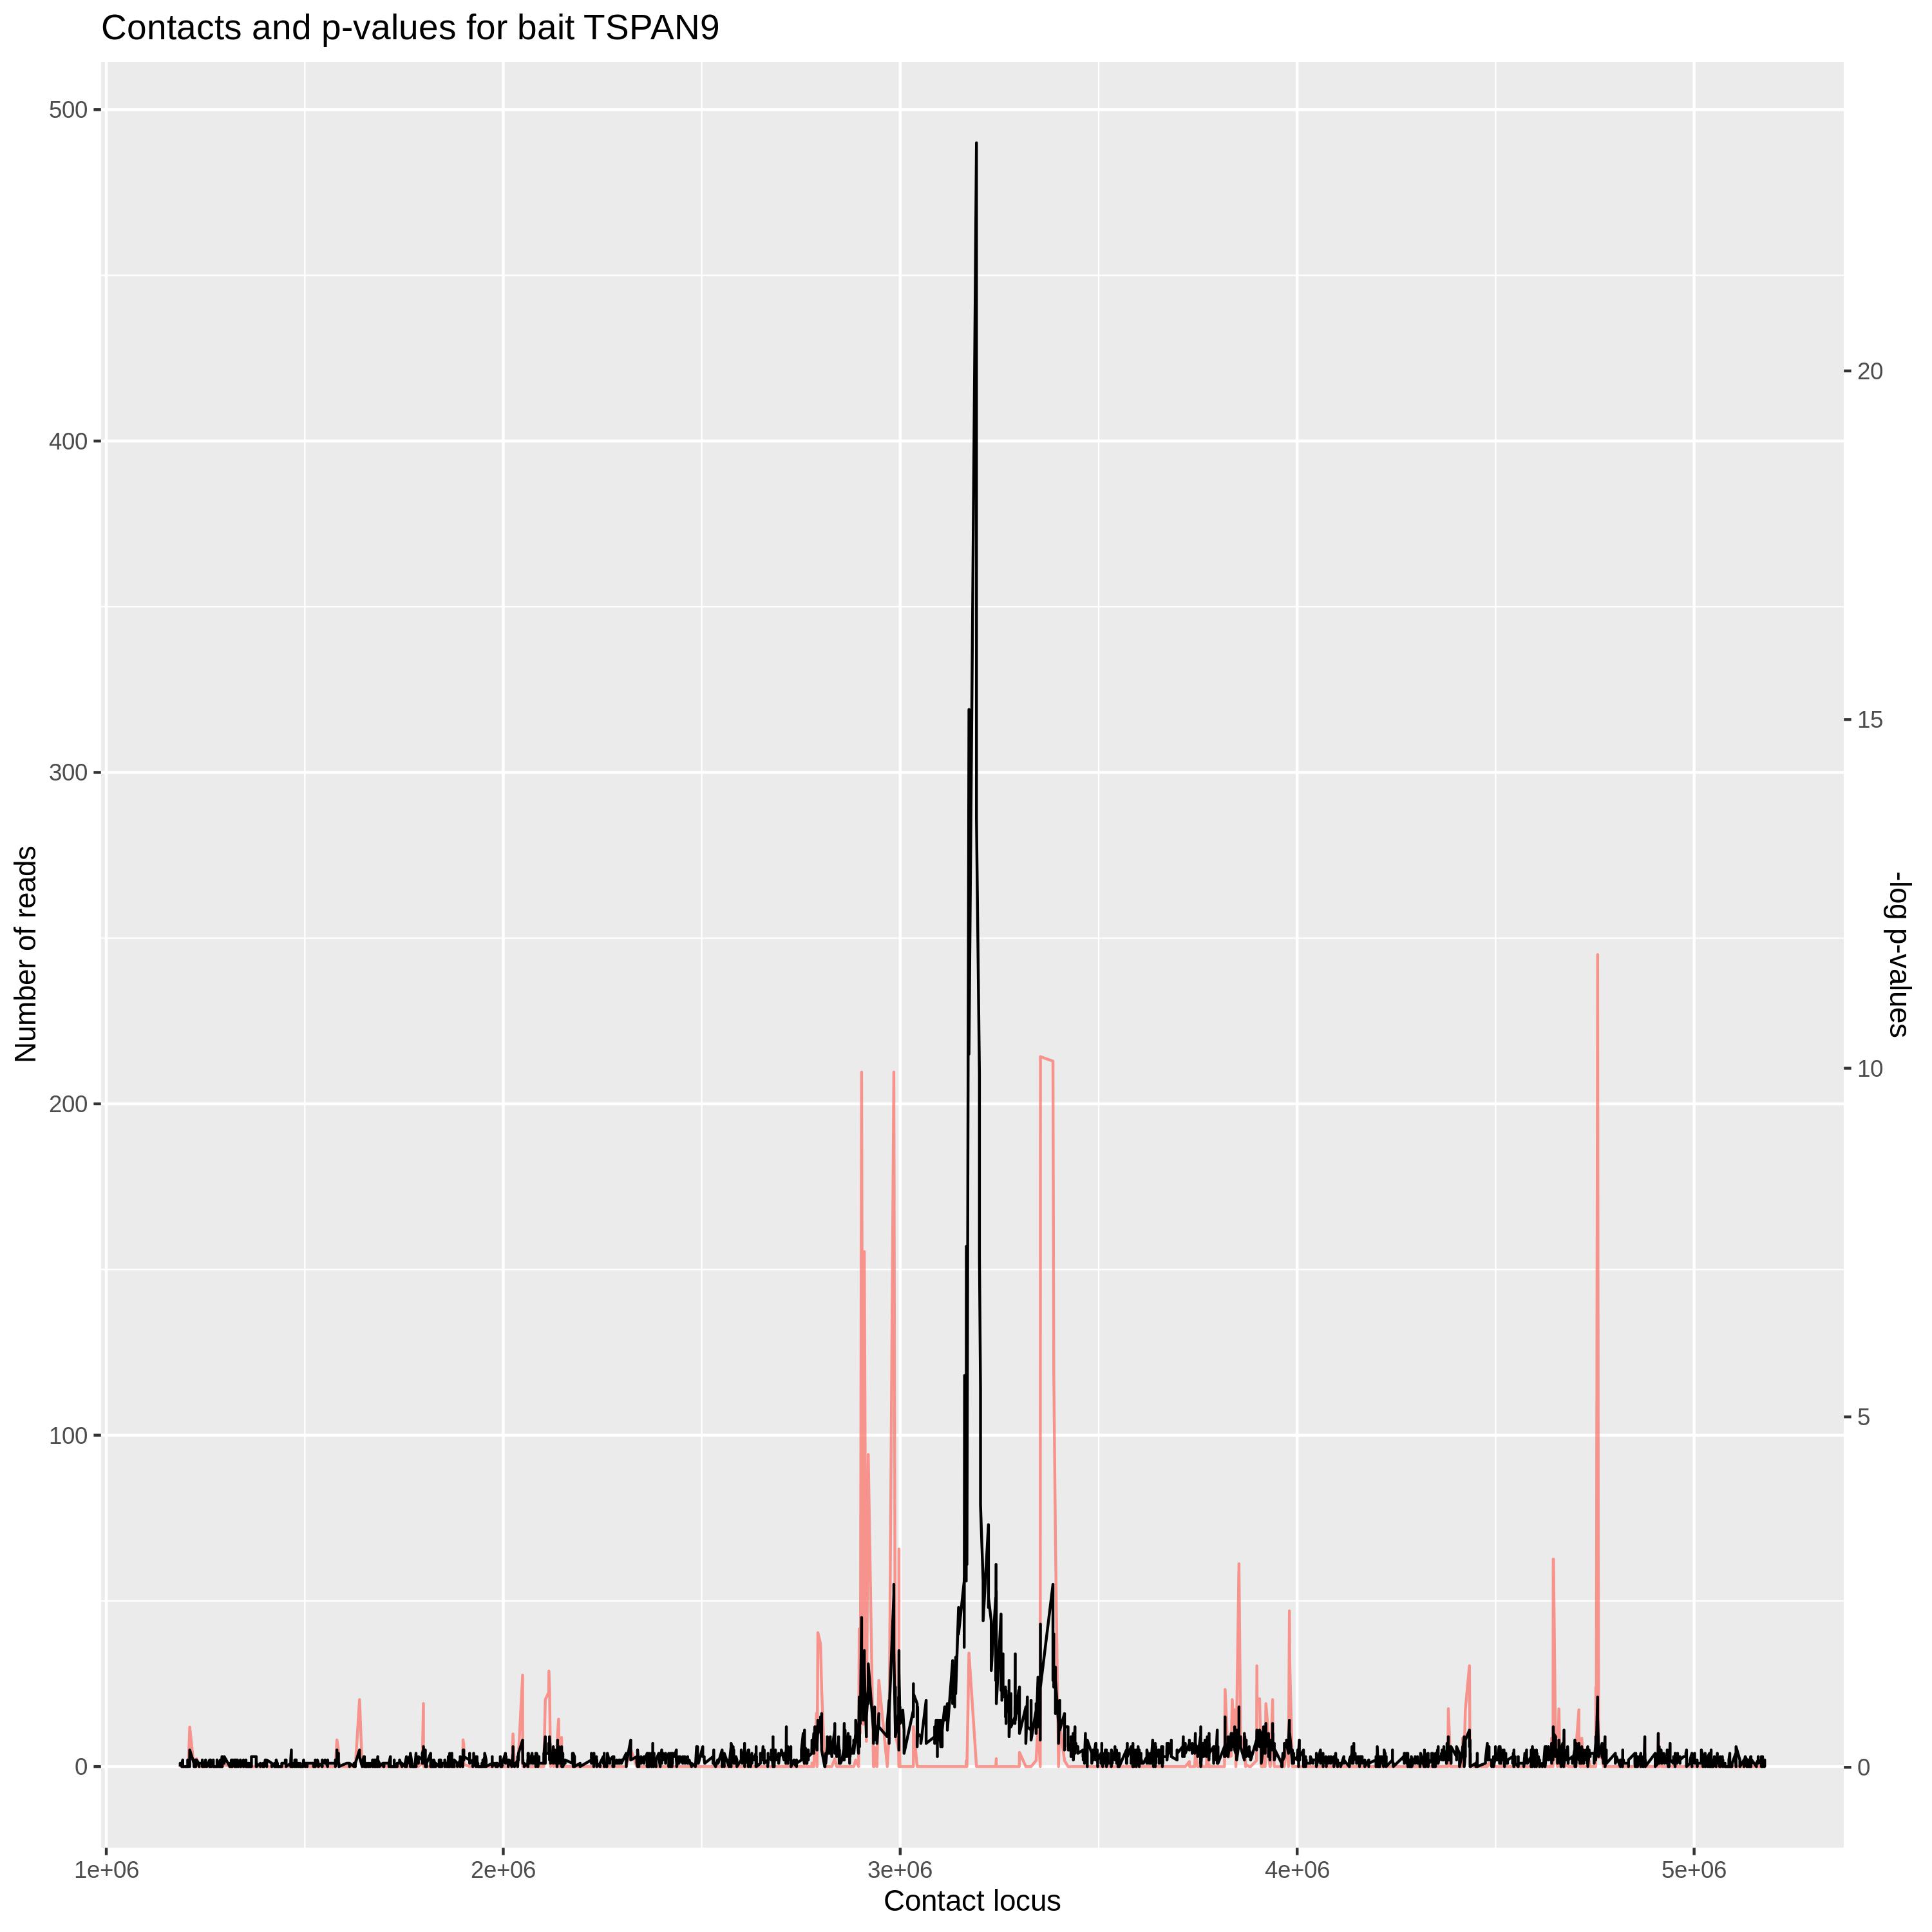 Contacts and p-values for bait TSPAN9
500
400
300
200
100
0
Number of reads
20
15
10
5
0
-log p-values
1e+06
2e+06
3e+06
4e+06
5e+06
Contact locus